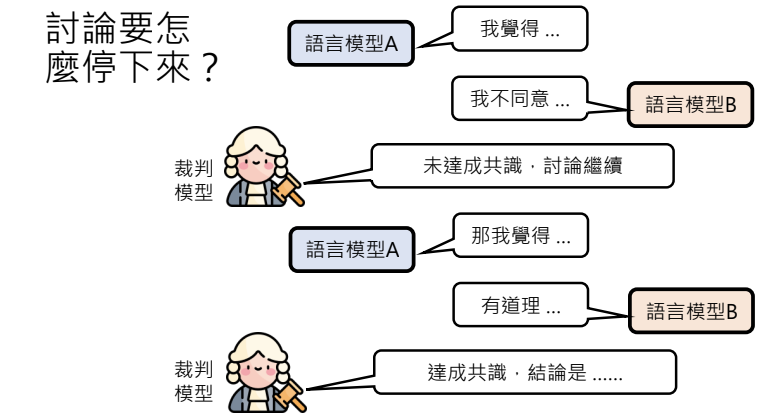 討論要怎
麼停下來？
語言模型A
我覺得 ...
我不同意 ...
語言模型B
裁判
模型
未達成共識，討論繼續
語言模型A
那我覺得 ...
有道理 ...
語言模型B
裁判
模型
達成共識，結論是 ......